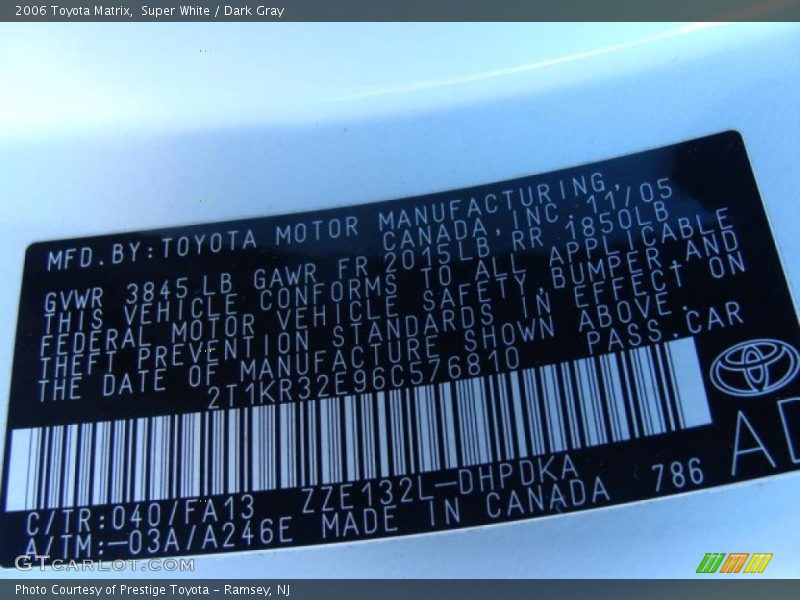 2006 Toyota Matrix, Super White / Dark Gray
MFD.BY:TOYOTA MOTOR MANUFACTURING,
CANADA,INC.11/05
GVWR 3845LB GAWR FR 2015LB RR 1850LB
THIS VEHICLE CONFORMS TO ALL APPLICABLE
FEDERAL MOTOR VEHICLE SAFETY,BUMPER,AND
THEFT PREVENTION STANDARDS IN EFFECT ON
THE DATE OF MANUFACTURE SHOWN ABOVE.
2T1KR32E96C576810 PASS.CAR
C/TR:040/FA13 ZZE132L-DHPDKA
A/TM:-03A/A246E MADE IN CANADA 786
GTcarlot.com
Photo Courtesy of Prestige Toyota - Ramsey, NJ